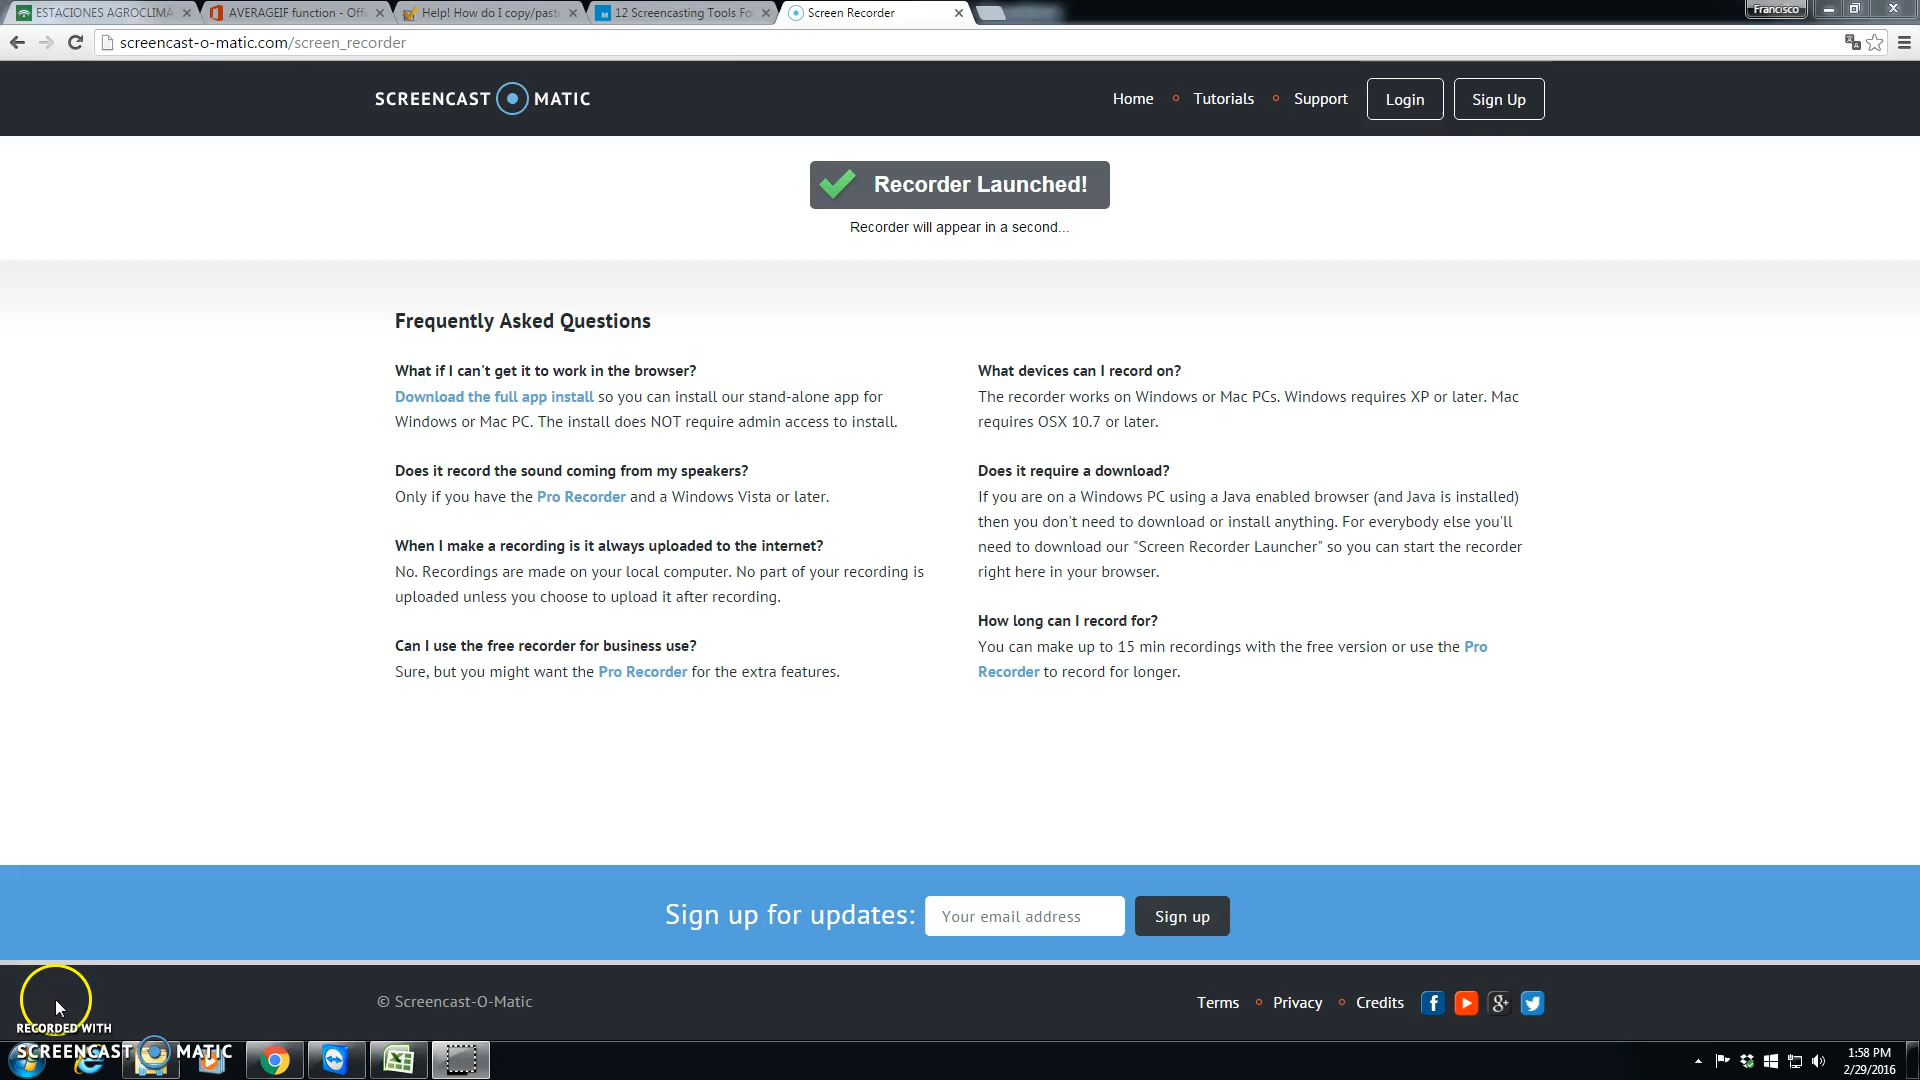 ESTACIONES AGROCLIMÁ
AVERAGEIF function - Offi
Help! How do I copy/paste
12 Screencasting Tools Fo
Screen Recorder
Francisco
screencast-o-matic.com/screen_recorder
SCREENCAST MATIC
Home
Tutorials
Support
Login
Sign Up
Recorder Launched!
Recorder will appear in a second...
Frequently Asked Questions
What if I can't get it to work in the browser?
Download the full app install so you can install our stand-alone app for
Windows or Mac PC. The install does NOT require admin access to install.
Does it record the sound coming from my speakers?
Only if you have the Pro Recorder and a Windows Vista or later.
When I make a recording is it always uploaded to the internet?
No. Recordings are made on your local computer. No part of your recording is
uploaded unless you choose to upload it after recording.
Can I use the free recorder for business use?
Sure, but you might want the Pro Recorder for the extra features.
What devices can I record on?
The recorder works on Windows or Mac PCs. Windows requires XP or later. Mac
requires OSX 10.7 or later.
Does it require a download?
If you are on a Windows PC using a Java enabled browser (and Java is installed)
then you don't need to download or install anything. For everybody else you'll
need to download our "Screen Recorder Launcher" so you can start the recorder
right here in your browser.
How long can I record for?
You can make up to 15 min recordings with the free version or use the Pro
Recorder to record for longer.
Sign up for updates:
Your email address
Sign up
© Screencast-O-Matic
Terms
Privacy
Credits
RECORDED WITH
SCREENCAST MATIC
1:58 PM
2/29/2016